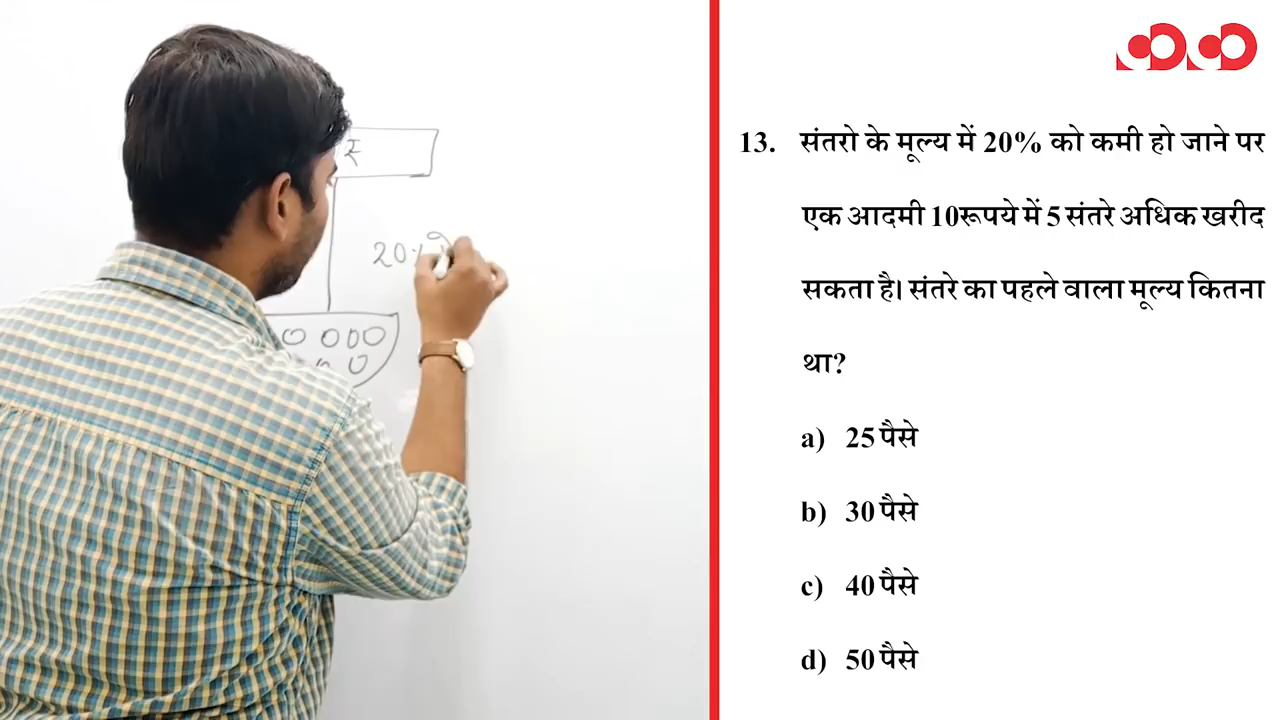 ₹
20%
13. संतरो के मूल्य में 20% को कमी हो जाने पर
एक आदमी 10रूपये में 5 संतरे अधिक खरीद
सकता है। संतरे का पहले वाला मूल्य कितना
था?
a) 25 पैसे
b) 30 पैसे
c) 40 पैसे
d) 50 पैसे